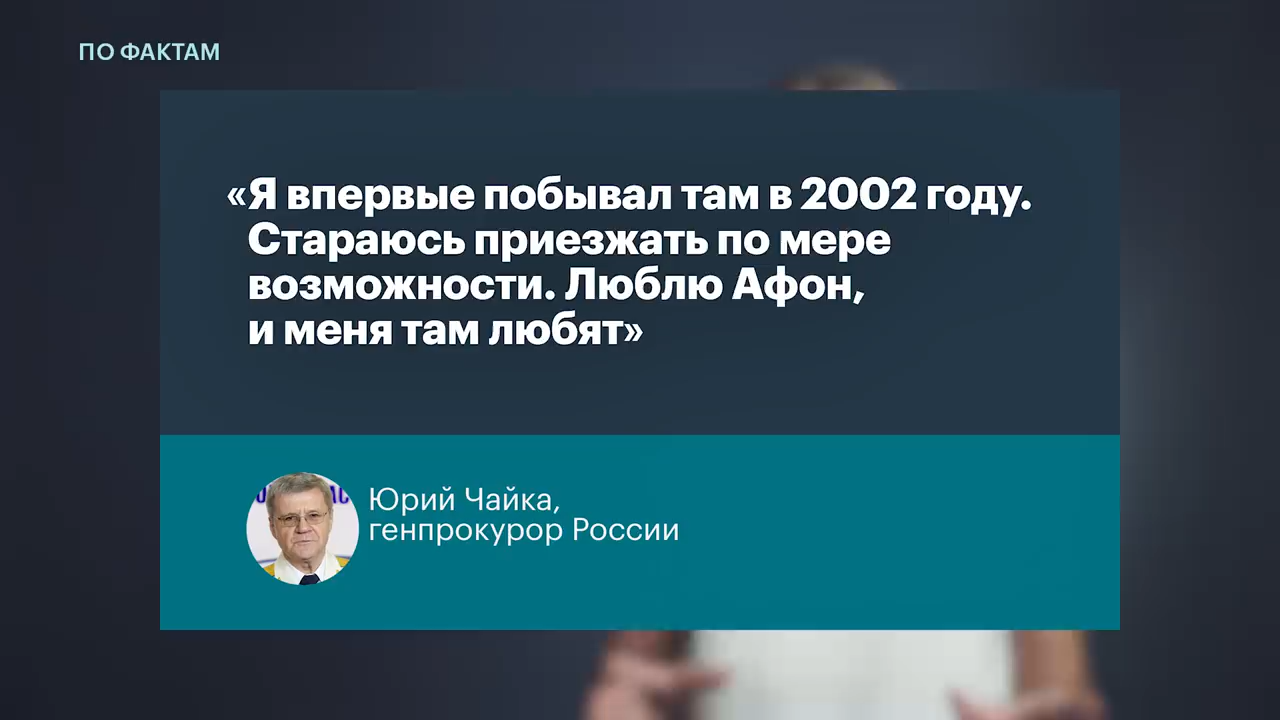 ПО ФАКТАМ
«Я впервые побывал там в 2002 году.
Стараюсь приезжать по мере
возможности. Люблю Афон,
и меня там любят»
Юрий Чайка,
генпрокурор России